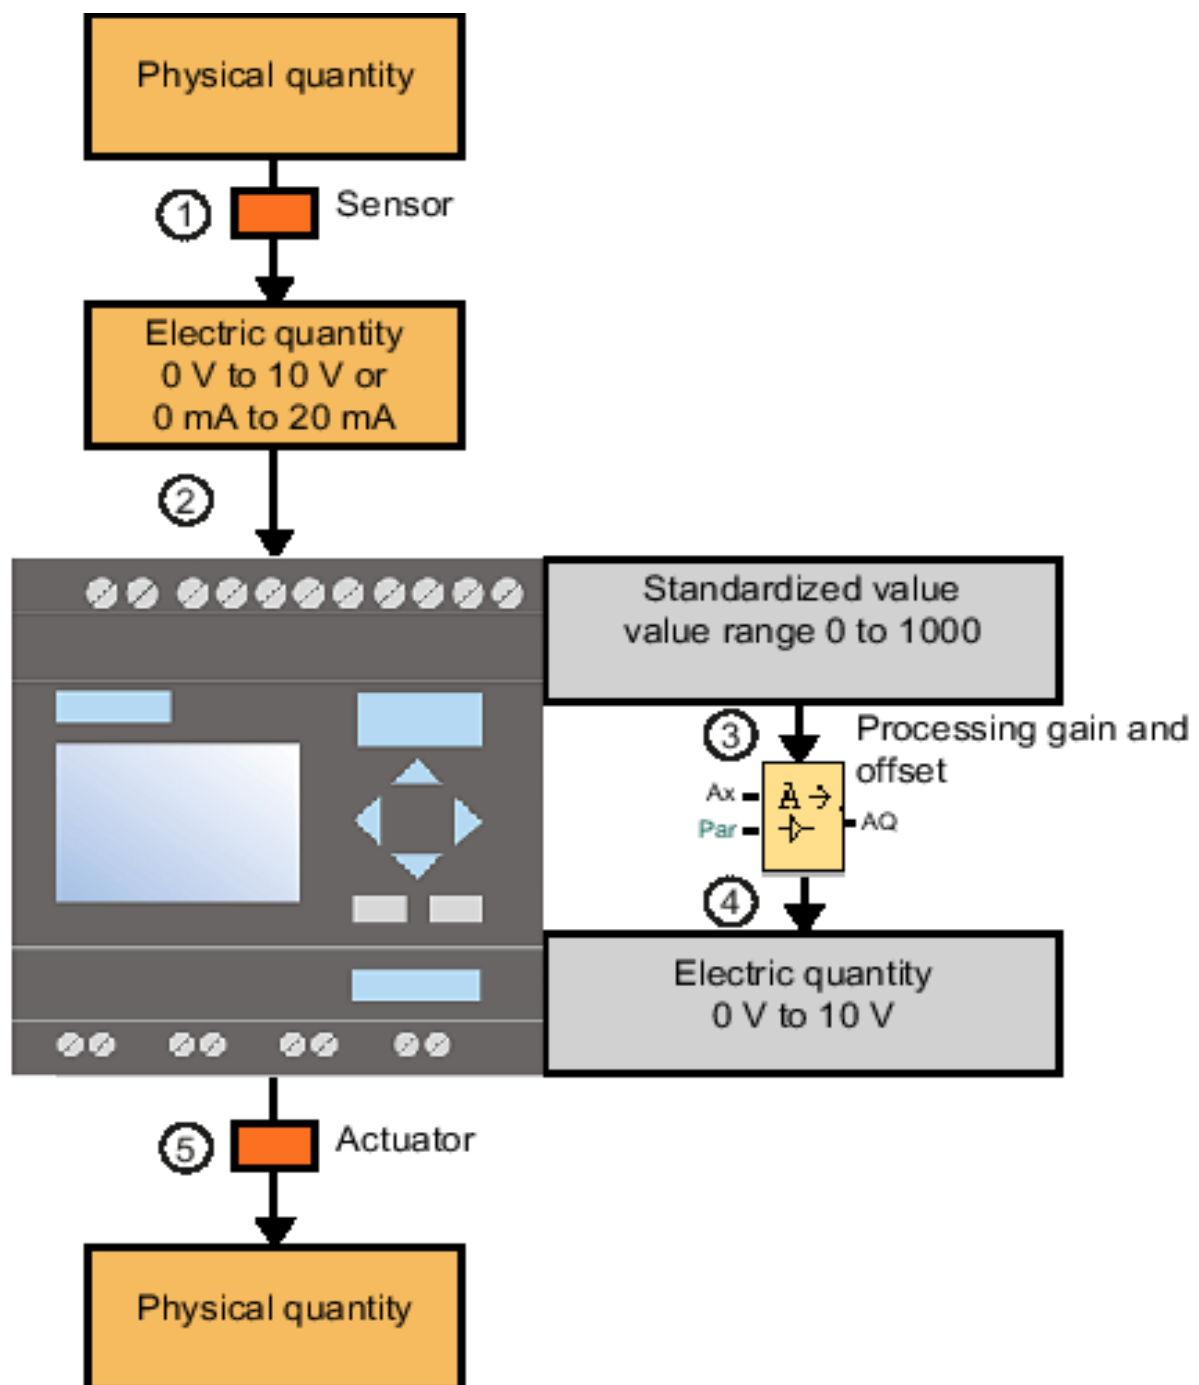 Physical quantity
1
Sensor
Electric quantity
0 V to 10 V or
0 mA to 20 mA
2
Standardized value
value range 0 to 1000
3
Processing gain and
offset
Ax
A
Par
AQ
4
Electric quantity
0 V to 10 V
5
Actuator
Physical quantity